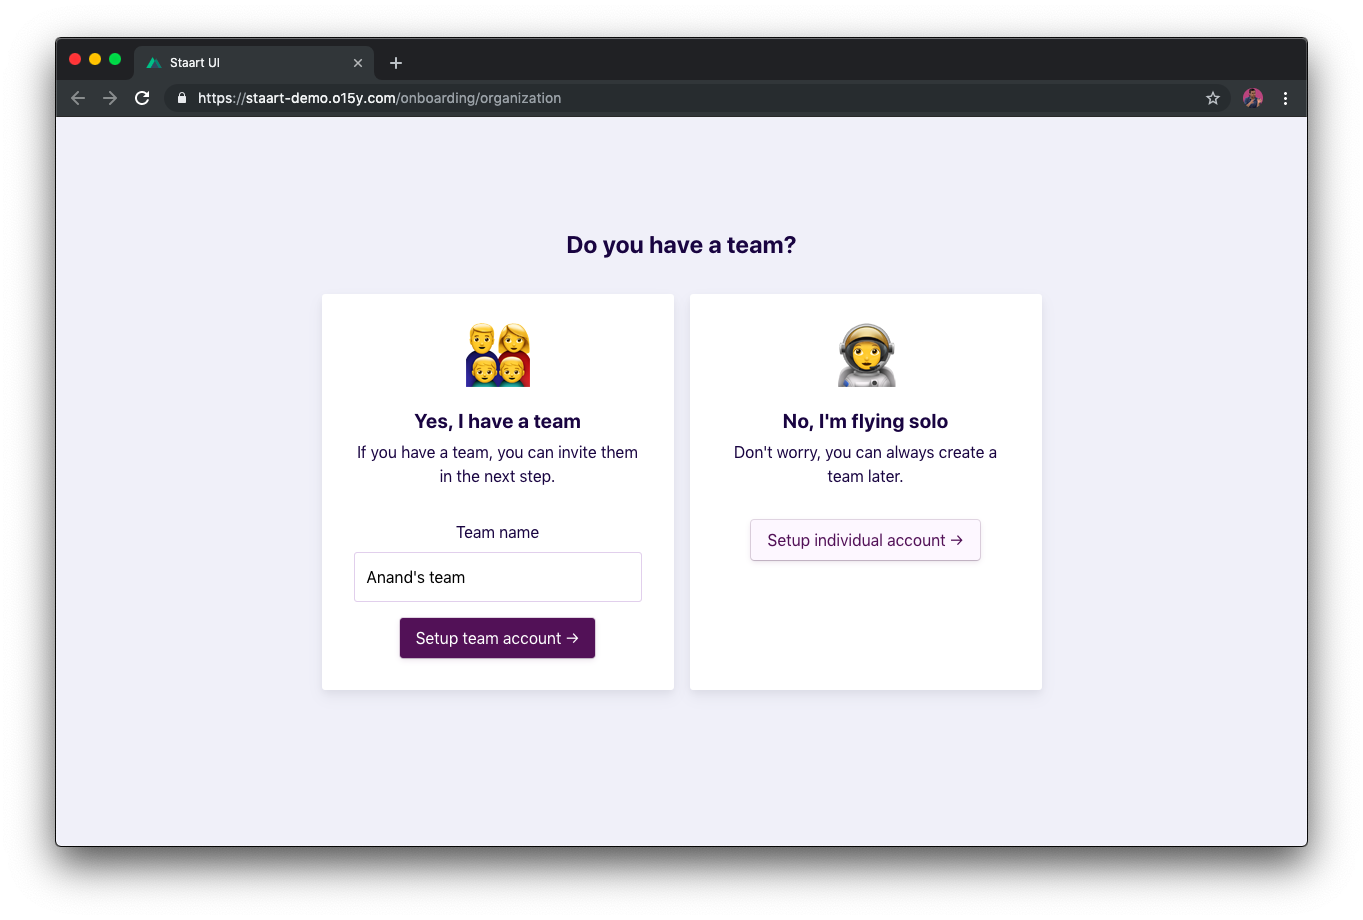 Staart UI
https://staart-demo.o15y.com/onboarding/organization
Do you have a team?
Yes, I have a team
If you have a team, you can invite them
in the next step.
Team name
Anand's team
Setup team account →
No, I'm flying solo
Don't worry, you can always create a
team later.
Setup individual account →